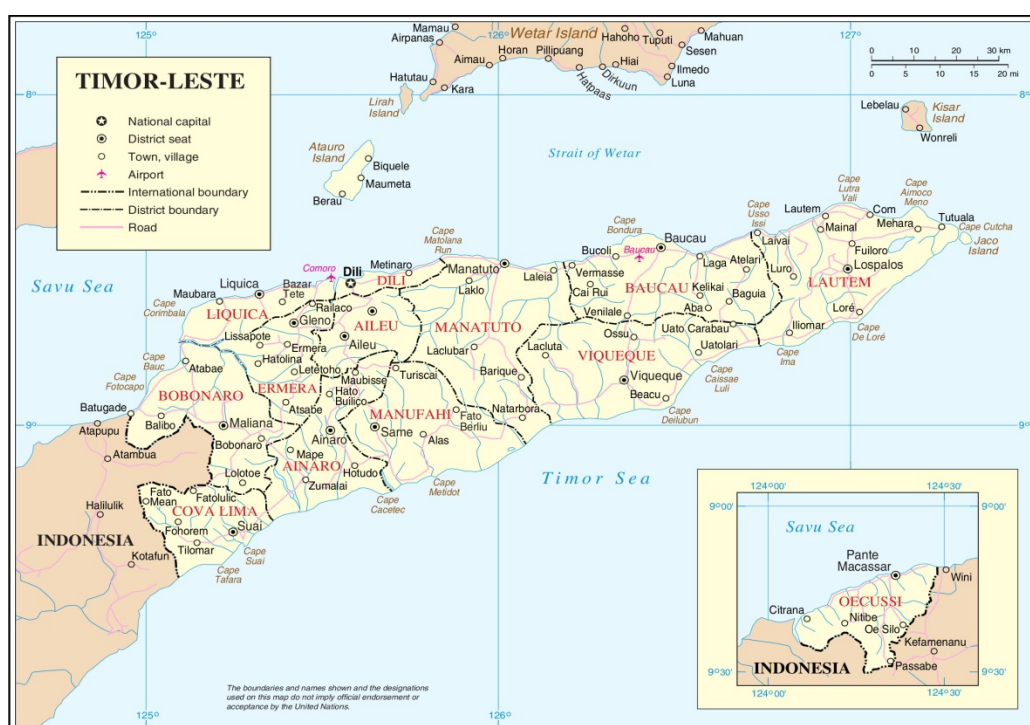 125°
126°
127°
Mamau
Airpanas
Wetar Island
Hahoho
Tuputi
Mahuan
Sesen
Horan
Pillipuang
Aimau
Hiai
Dirkuun
Hatpaas
Ilmedo
Luna
Hatutau
Kara
Lirah
Island
0 10 20 30 km
0 5 10 15 20 mi
8°
8°
TIMOR-LESTE
National capital
District seat
Town, village
Airport
International boundary
District boundary
Road
Lebelau
Kisar
Island
Wonreli
Atauro
Island
Biquele
Maumeta
Berau
Strait of Wetar
Cape
Matolana
Run
Cape
Bondura
Cape
Usso
Issi
Cape
Lutra
Vali
Cape
Aimoco
Meno
Lautem
Com
Mehara
Tutuala
Cape Cutcha
Jaco
Island
Mainal
Fuiloro
Lospalos
LAUTEM
Loré
Cape
De Loré
Iliomar
Cape
Ima
Laivai
Luro
Bucoli
Baucau
Baucau
Vermasse
Cai Rui
BAUCAU
Laga
Atelari
Kelikai
Aba
Baguia
Venilale
Uato Carabau
Ossu
Uatolari
VIQUEQUE
Viqueque
Beacu
Lacluta
Cape
Caissae
Luli
Cape
Deilubun
Savu Sea
Comoro
Dili
Metinaro
DILI
Manatuto
Laklo
Laleia
MANATUTO
Laclubar
Barique
Natarbora
Liquica
Bazar
Tete
Maubara
Cape
Corimbala
LIQUICA
Railaco
Gleno
AILEU
Aileu
Lissapote
Ermera
Hatolina
Letetoho
ERMERA
Maubisse
Hato
Builiço
Turiscai
Atsabe
Cape
Bauc
Cape
Fotocapo
Atabae
BOBONARO
Batugade
Balibo
Maliana
Bobonaro
Atapupu
Atambua
MANUFAHI
Same
Fato
Berliu
Alas
Ainaro
AINARO
Mape
Hotudo
Zumalai
Lolotoe
Cape
Metidot
Cape
Cacetec
Fato
Mean
Fatolulic
COVA LIMA
Fohorem
Suai
Tilomar
Cape
Suai
Cape
Tafara
Halilulik
INDONESIA
Kotafun
9°
9°
Timor Sea
124°00'
124°30'
9°00'
Savu Sea
Pante
Macassar
Wini
OECUSSI
Citrana
Nitibe
Oe Silo
Kefamenanu
Passabe
INDONESIA
9°30'
9°30'
124°00'
124°30'
The boundaries and names shown and the designations
used on this map do not imply official endorsement or
acceptance by the United Nations.
125°
126°